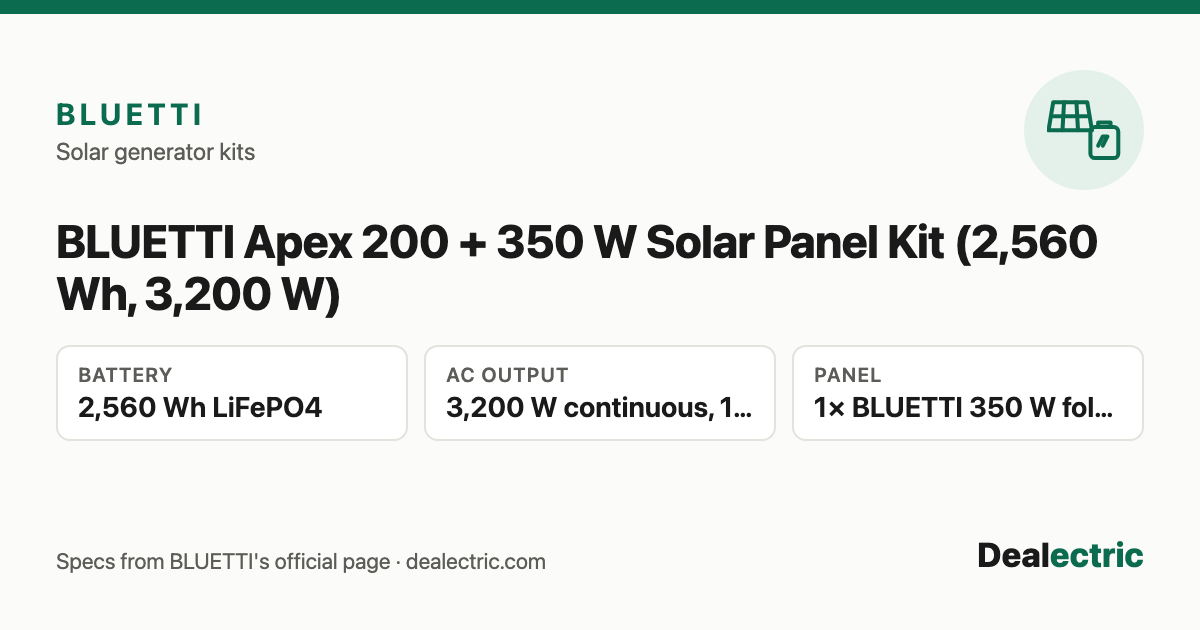 BLUETTI
Solar generator kits
BLUETTI Apex 200 + 350 W Solar Panel Kit (2,560
Wh, 3,200 W)
BATTERY
2,560 Wh LiFePO4
AC OUTPUT
3,200 W continuous, 1...
PANEL
1× BLUETTI 350 W fol...
Specs from BLUETTI's official page · dealectric.com
Dealectric